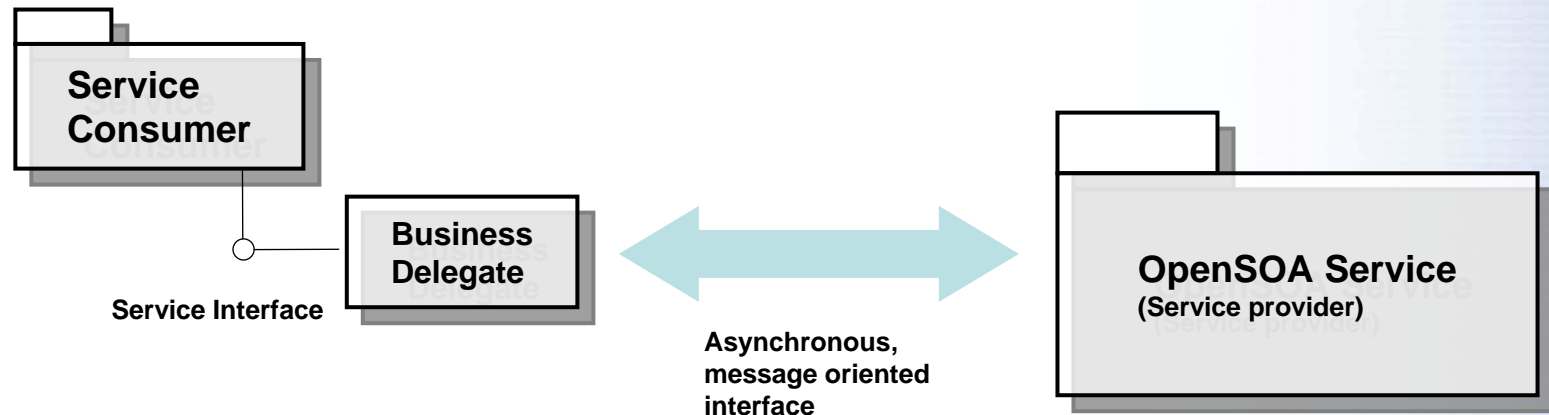 Service
Consumer
Business
Delegate
Service Interface
Asynchronous,
message oriented
interface
OpenSOA Service
(Service provider)